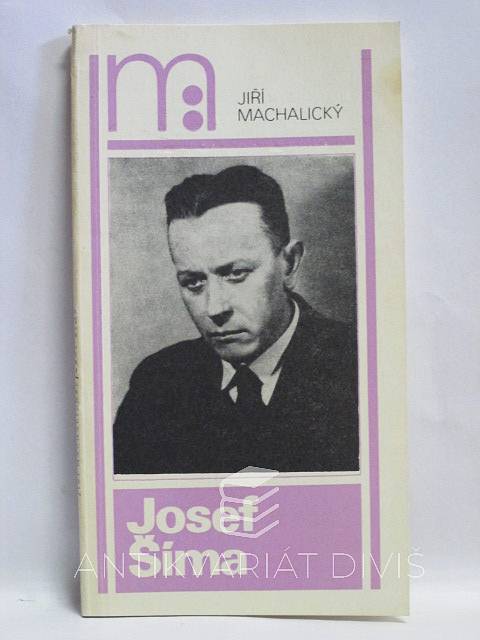 m:
JIŘÍ
MACHALICKÝ
Josef
Šíma
ANTIKVARIÁT DIVIŠ